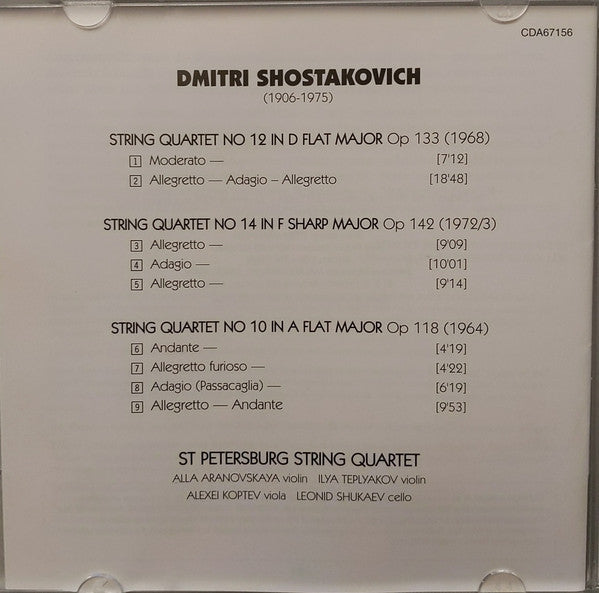 CDA67156
DMITRI SHOSTAKOVICH
(1906-1975)
STRING QUARTET NO 12 IN D FLAT MAJOR Op 133 (1968)
1 Moderato — [7'12]
2 Allegretto — Adagio – Allegretto [18'48]
STRING QUARTET NO 14 IN F SHARP MAJOR Op 142 (1972/3)
3 Allegretto — [9'09]
4 Adagio — [10'01]
5 Allegretto — [9'14]
STRING QUARTET NO 10 IN A FLAT MAJOR Op 118 (1964)
6 Andante — [4'19]
7 Allegretto furioso — [4'22]
8 Adagio (Passacaglia) — [6'19]
9 Allegretto — Andante [9'53]
ST PETERSBURG STRING QUARTET
ALLA ARANOVSKAYA violin ILYA TEPLYAKOV violin
ALEXEI KOPTEV viola LEONID SHUKAEV cello